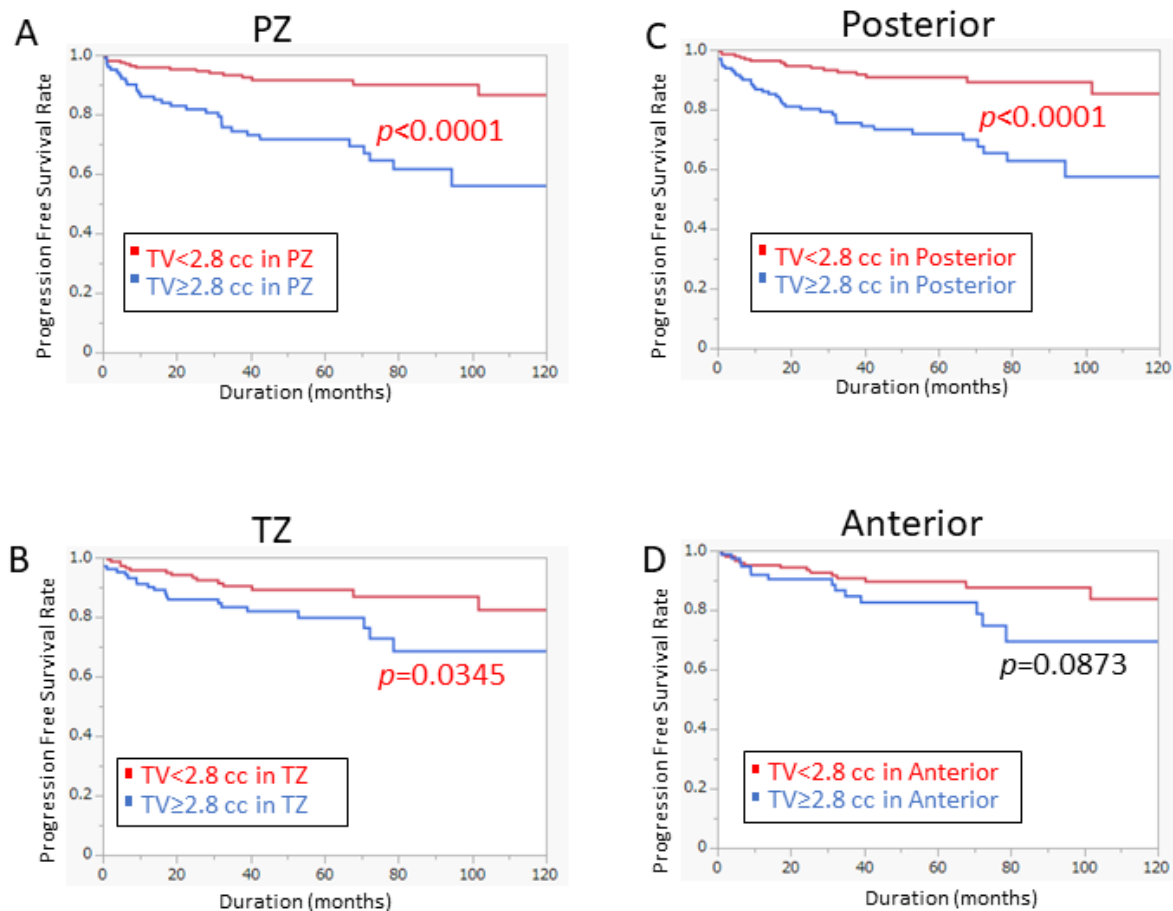 A
PZ
Progression Free Survival Rate
1.0
0.8
0.6
0.4
0.2
0
p<0.0001
TV<2.8 cc in PZ
TV≥2.8 cc in PZ
0 20 40 60 80 100 120
Duration (months)
C
Posterior
Progression Free Survival Rate
1.0
0.8
0.6
0.4
0.2
0
p<0.0001
TV<2.8 cc in Posterior
TV≥2.8 cc in Posterior
0 20 40 60 80 100 120
Duration (months)
B
TZ
Progression Free Survival Rate
1.0
0.8
0.6
0.4
0.2
0
p=0.0345
TV<2.8 cc in TZ
TV≥2.8 cc in TZ
0 20 40 60 80 100 120
Duration (months)
D
Anterior
Progression Free Survival Rate
1.0
0.8
0.6
0.4
0.2
0
p=0.0873
TV<2.8 cc in Anterior
TV≥2.8 cc in Anterior
0 20 40 60 80 100 120
Duration (months)